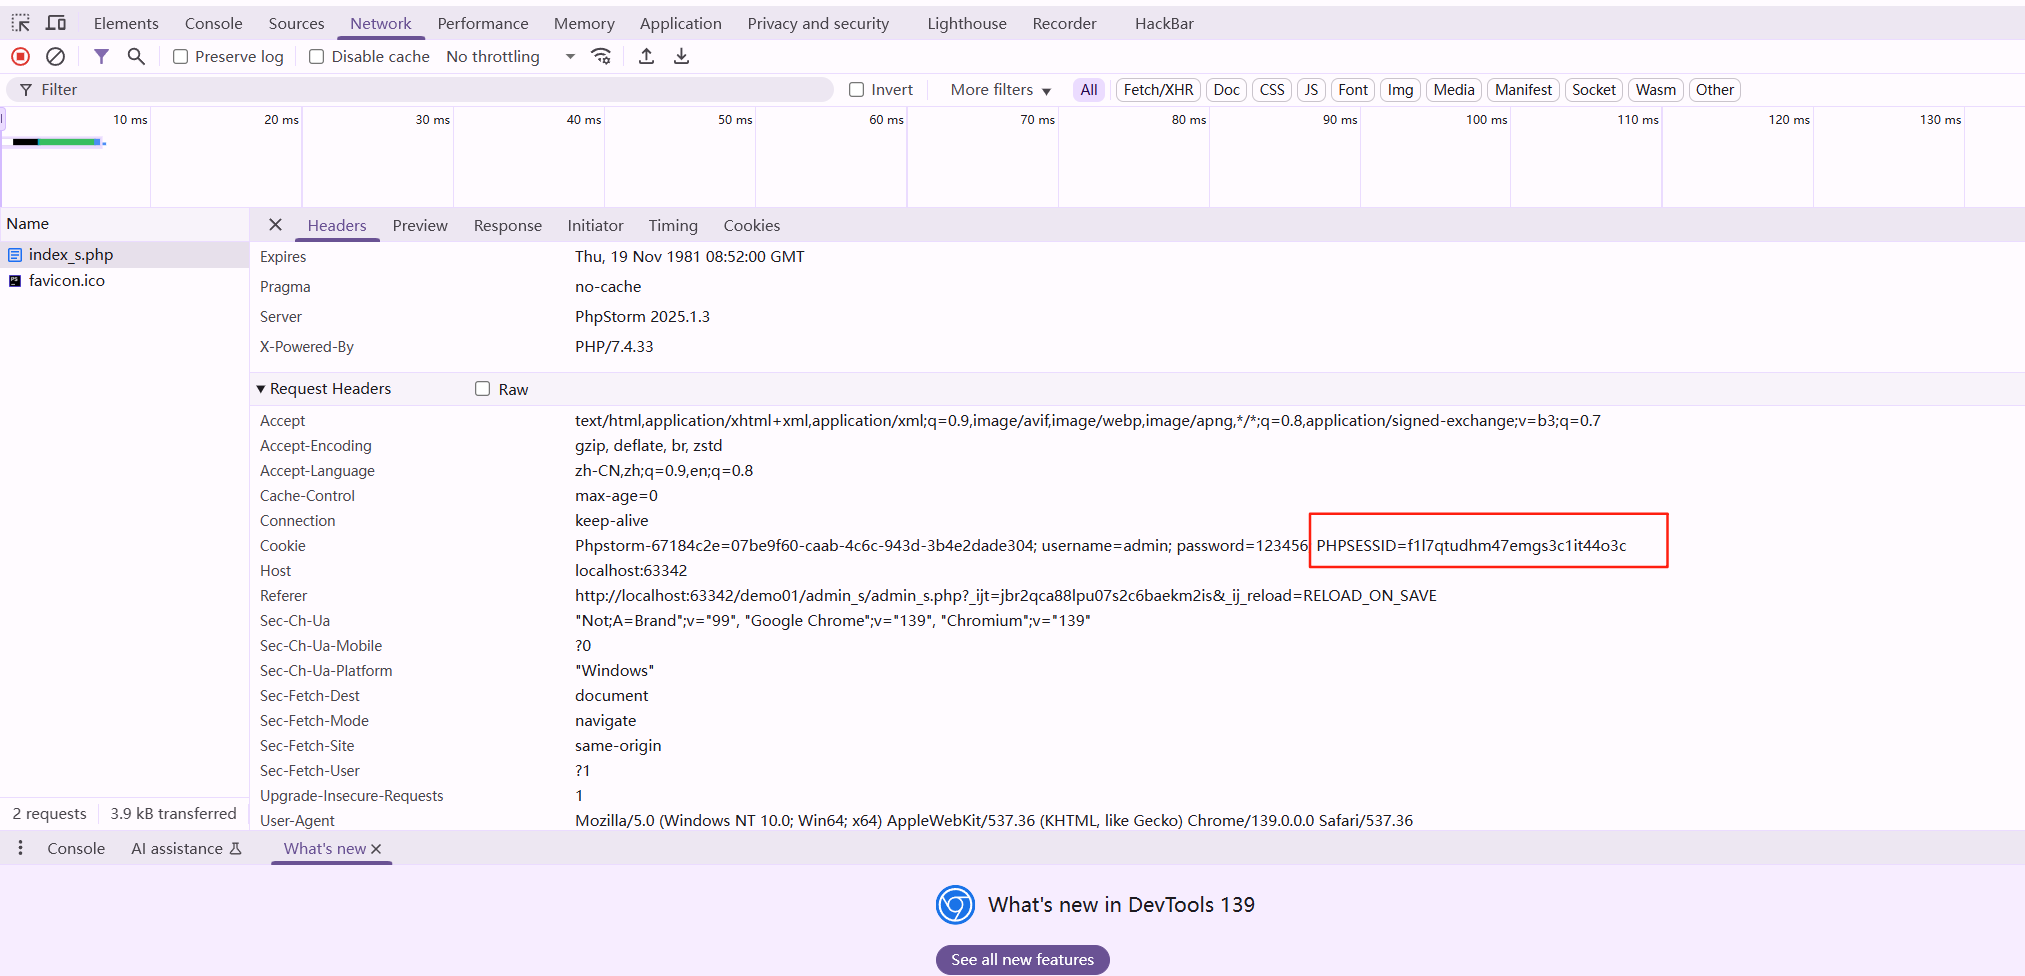 Elements Console Sources Network Performance Memory Application Privacy and security Lighthouse Recorder HackBar
Preserve log Disable cache No throttling
Filter Invert More filters All Fetch/XHR Doc CSS JS Font Img Media Manifest Socket Wasm Other
10 ms 20 ms 30 ms 40 ms 50 ms 60 ms 70 ms 80 ms 90 ms 100 ms 110 ms 120 ms 130 ms
Name
index_s.php
favicon.ico
2 requests 3.9 kB transferred
Headers Preview Response Initiator Timing Cookies
Expires Thu, 19 Nov 1981 08:52:00 GMT
Pragma no-cache
Server PhpStorm 2025.1.3
X-Powered-By PHP/7.4.33
Request Headers Raw
Accept text/html,application/xhtml+xml,application/xml;q=0.9,image/avif,image/webp,image/apng,*/*;q=0.8,application/signed-exchange;v=b3;q=0.7
Accept-Encoding gzip, deflate, br, zstd
Accept-Language zh-CN,zh;q=0.9,en;q=0.8
Cache-Control max-age=0
Connection keep-alive
Cookie Phpstorm-67184c2e=07be9f60-caab-4c6c-943d-3b4e2dade304; username=admin; password=123456 PHPSESSID=f1l7qtudhm47emgs3c1it44o3c
Host localhost:63342
Referer http://localhost:63342/demo01/admin_s/admin_s.php?_ijt=jbr2qca88lpu07s2c6baekm2is&_ij_reload=RELOAD_ON_SAVE
Sec-Ch-Ua "Not;A=Brand";v="99", "Google Chrome";v="139", "Chromium";v="139"
Sec-Ch-Ua-Mobile ?0
Sec-Ch-Ua-Platform "Windows"
Sec-Fetch-Dest document
Sec-Fetch-Mode navigate
Sec-Fetch-Site same-origin
Sec-Fetch-User ?1
Upgrade-Insecure-Requests 1
User-Agent Mozilla/5.0 (Windows NT 10.0; Win64; x64) AppleWebKit/537.36 (KHTML, like Gecko) Chrome/139.0.0.0 Safari/537.36
Console AI assistance What's new
What's new in DevTools 139
See all new features